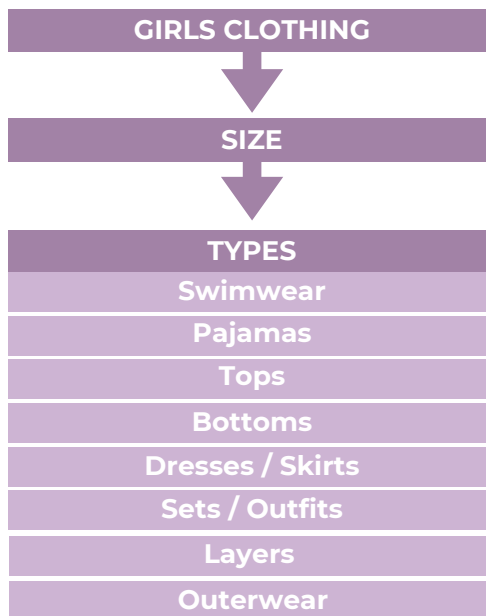 GIRLS CLOTHING
SIZE
TYPES
Swimwear
Pajamas
Tops
Bottoms
Dresses / Skirts
Sets / Outfits
Layers
Outerwear